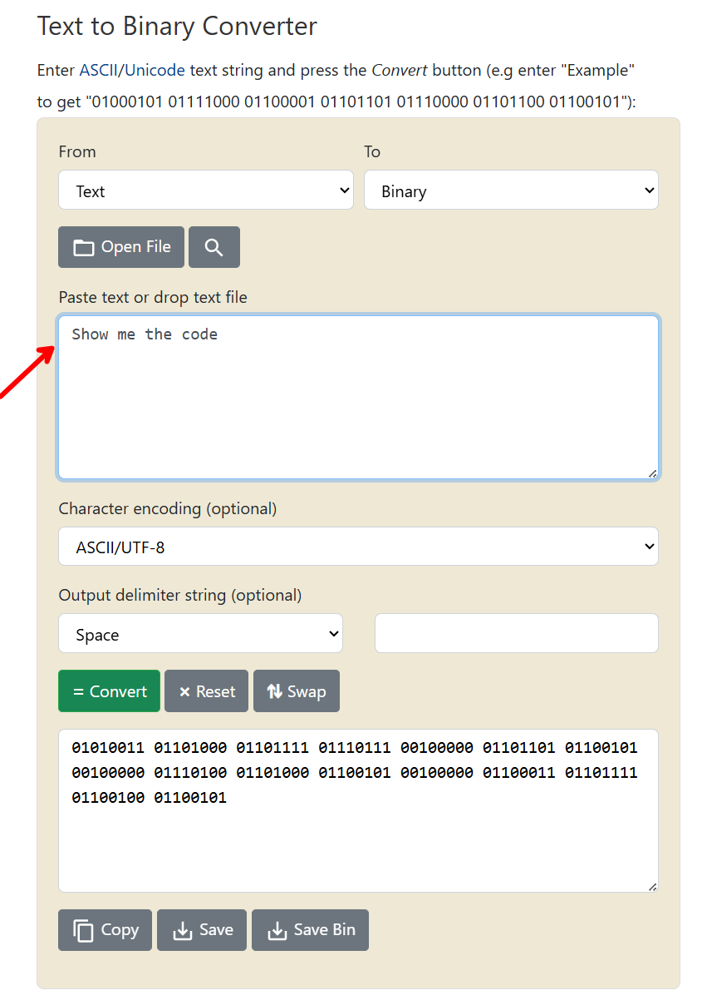 Text to Binary Converter
Enter ASCII/Unicode text string and press the Convert button (e.g enter "Example"
to get "01000101 01111000 01100001 01101101 01110000 01101100 01100101"):
From To
Text Binary
Open File
Paste text or drop text file
Show me the code
Character encoding (optional)
ASCII/UTF-8
Output delimiter string (optional)
Space
= Convert × Reset Swap
01010011 01101000 01101111 01110111 00100000 01101101 01100101
00100000 01110100 01101000 01100101 00100000 01100011 01101111
01100100 01100101
Copy Save Save Bin